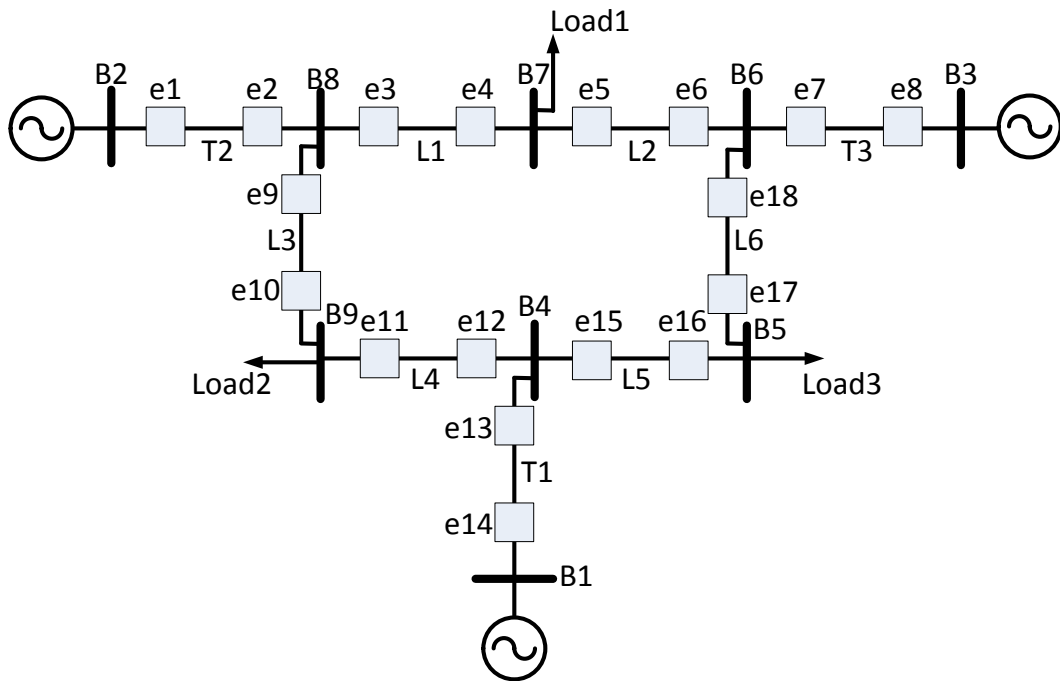 Load1
B2 e1 e2 B8 e3 e4 B7 e5 e6 B6 e7 e8 B3
T2 L1 L2 T3
e9 e18
L3 L6
e10 e17
B9 e11 e12 B4 e15 e16 B5
Load2 L4 L5 Load3
e13
T1
e14
B1